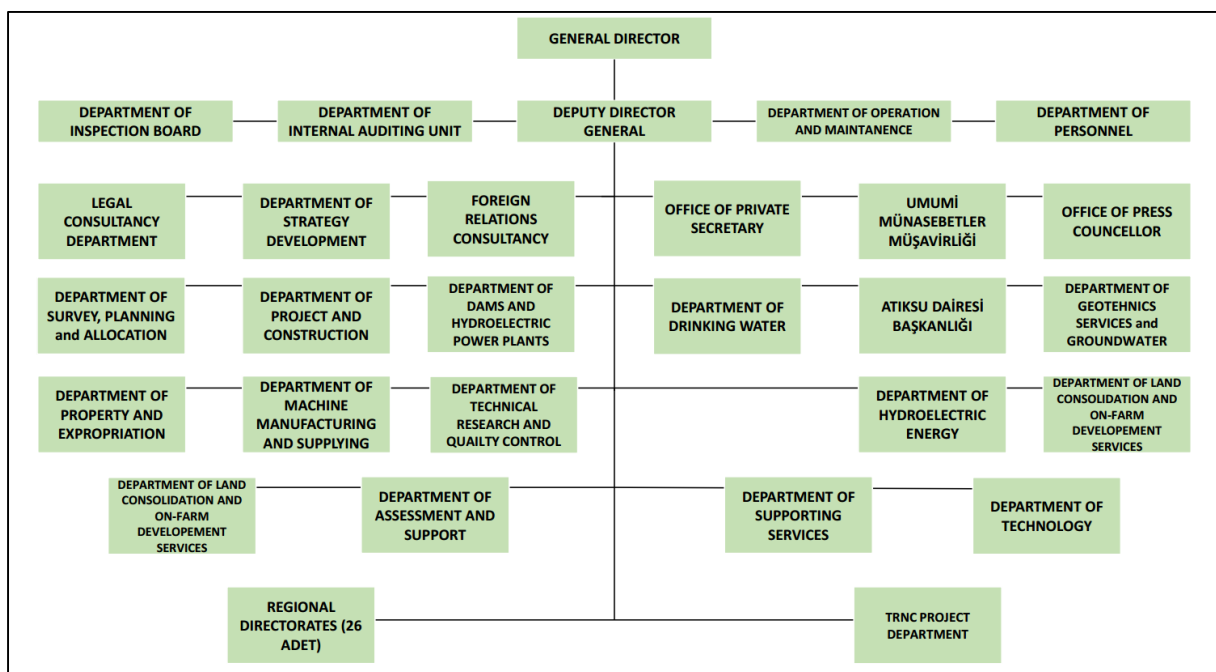 GENERAL DIRECTOR
DEPARTMENT OF
INSPECTION BOARD
DEPARTMENT OF
INTERNAL AUDITING UNIT
DEPUTY DIRECTOR
GENERAL
DEPARTMENT OF OPERATION
AND MAINTANENCE
DEPARTMENT OF
PERSONNEL
LEGAL
CONSULTANCY
DEPARTMENT
DEPARTMENT OF
STRATEGY
DEVELOPMENT
FOREIGN
RELATIONS
CONSULTANCY
OFFICE OF PRIVATE
SECRETARY
UMUMİ
MÜNASEBETLER
MÜŞAVİRLİĞİ
OFFICE OF PRESS
COUNCELLOR
DEPARTMENT OF
SURVEY, PLANNING
and ALLOCATION
DEPARTMENT OF
PROJECT AND
CONSTRUCTION
DEPARTMENT OF
DAMS AND
HYDROELECTRIC
POWER PLANTS
DEPARTMENT OF
DRINKING WATER
ATIKSU DAİRESİ
BAŞKANLIĞI
DEPARTMENT OF
GEOTEHNICS
SERVICES and
GROUNDWATER
DEPARTMENT OF
PROPERTY AND
EXPROPRIATION
DEPARTMENT OF
MACHINE
MANUFACTURING
AND SUPPLYING
DEPARTMENT OF
TECHNICAL
RESEARCH AND
QUAILTY CONTROL
DEPARTMENT OF
HYDROELECTRIC
ENERGY
DEPARTMENT OF LAND
CONSOLIDATION AND
ON-FARM
DEVELOPEMENT
SERVICES
DEPARTMENT OF LAND
CONSOLIDATION AND
ON-FARM
DEVELOPEMENT
SERVICES
DEPARTMENT OF
ASSESSMENT AND
SUPPORT
DEPARTMENT OF
SUPPORTING
SERVICES
DEPARTMENT OF
TECHNOLOGY
REGIONAL
DIRECTORATES (26
ADET)
TRNC PROJECT
DEPARTMENT